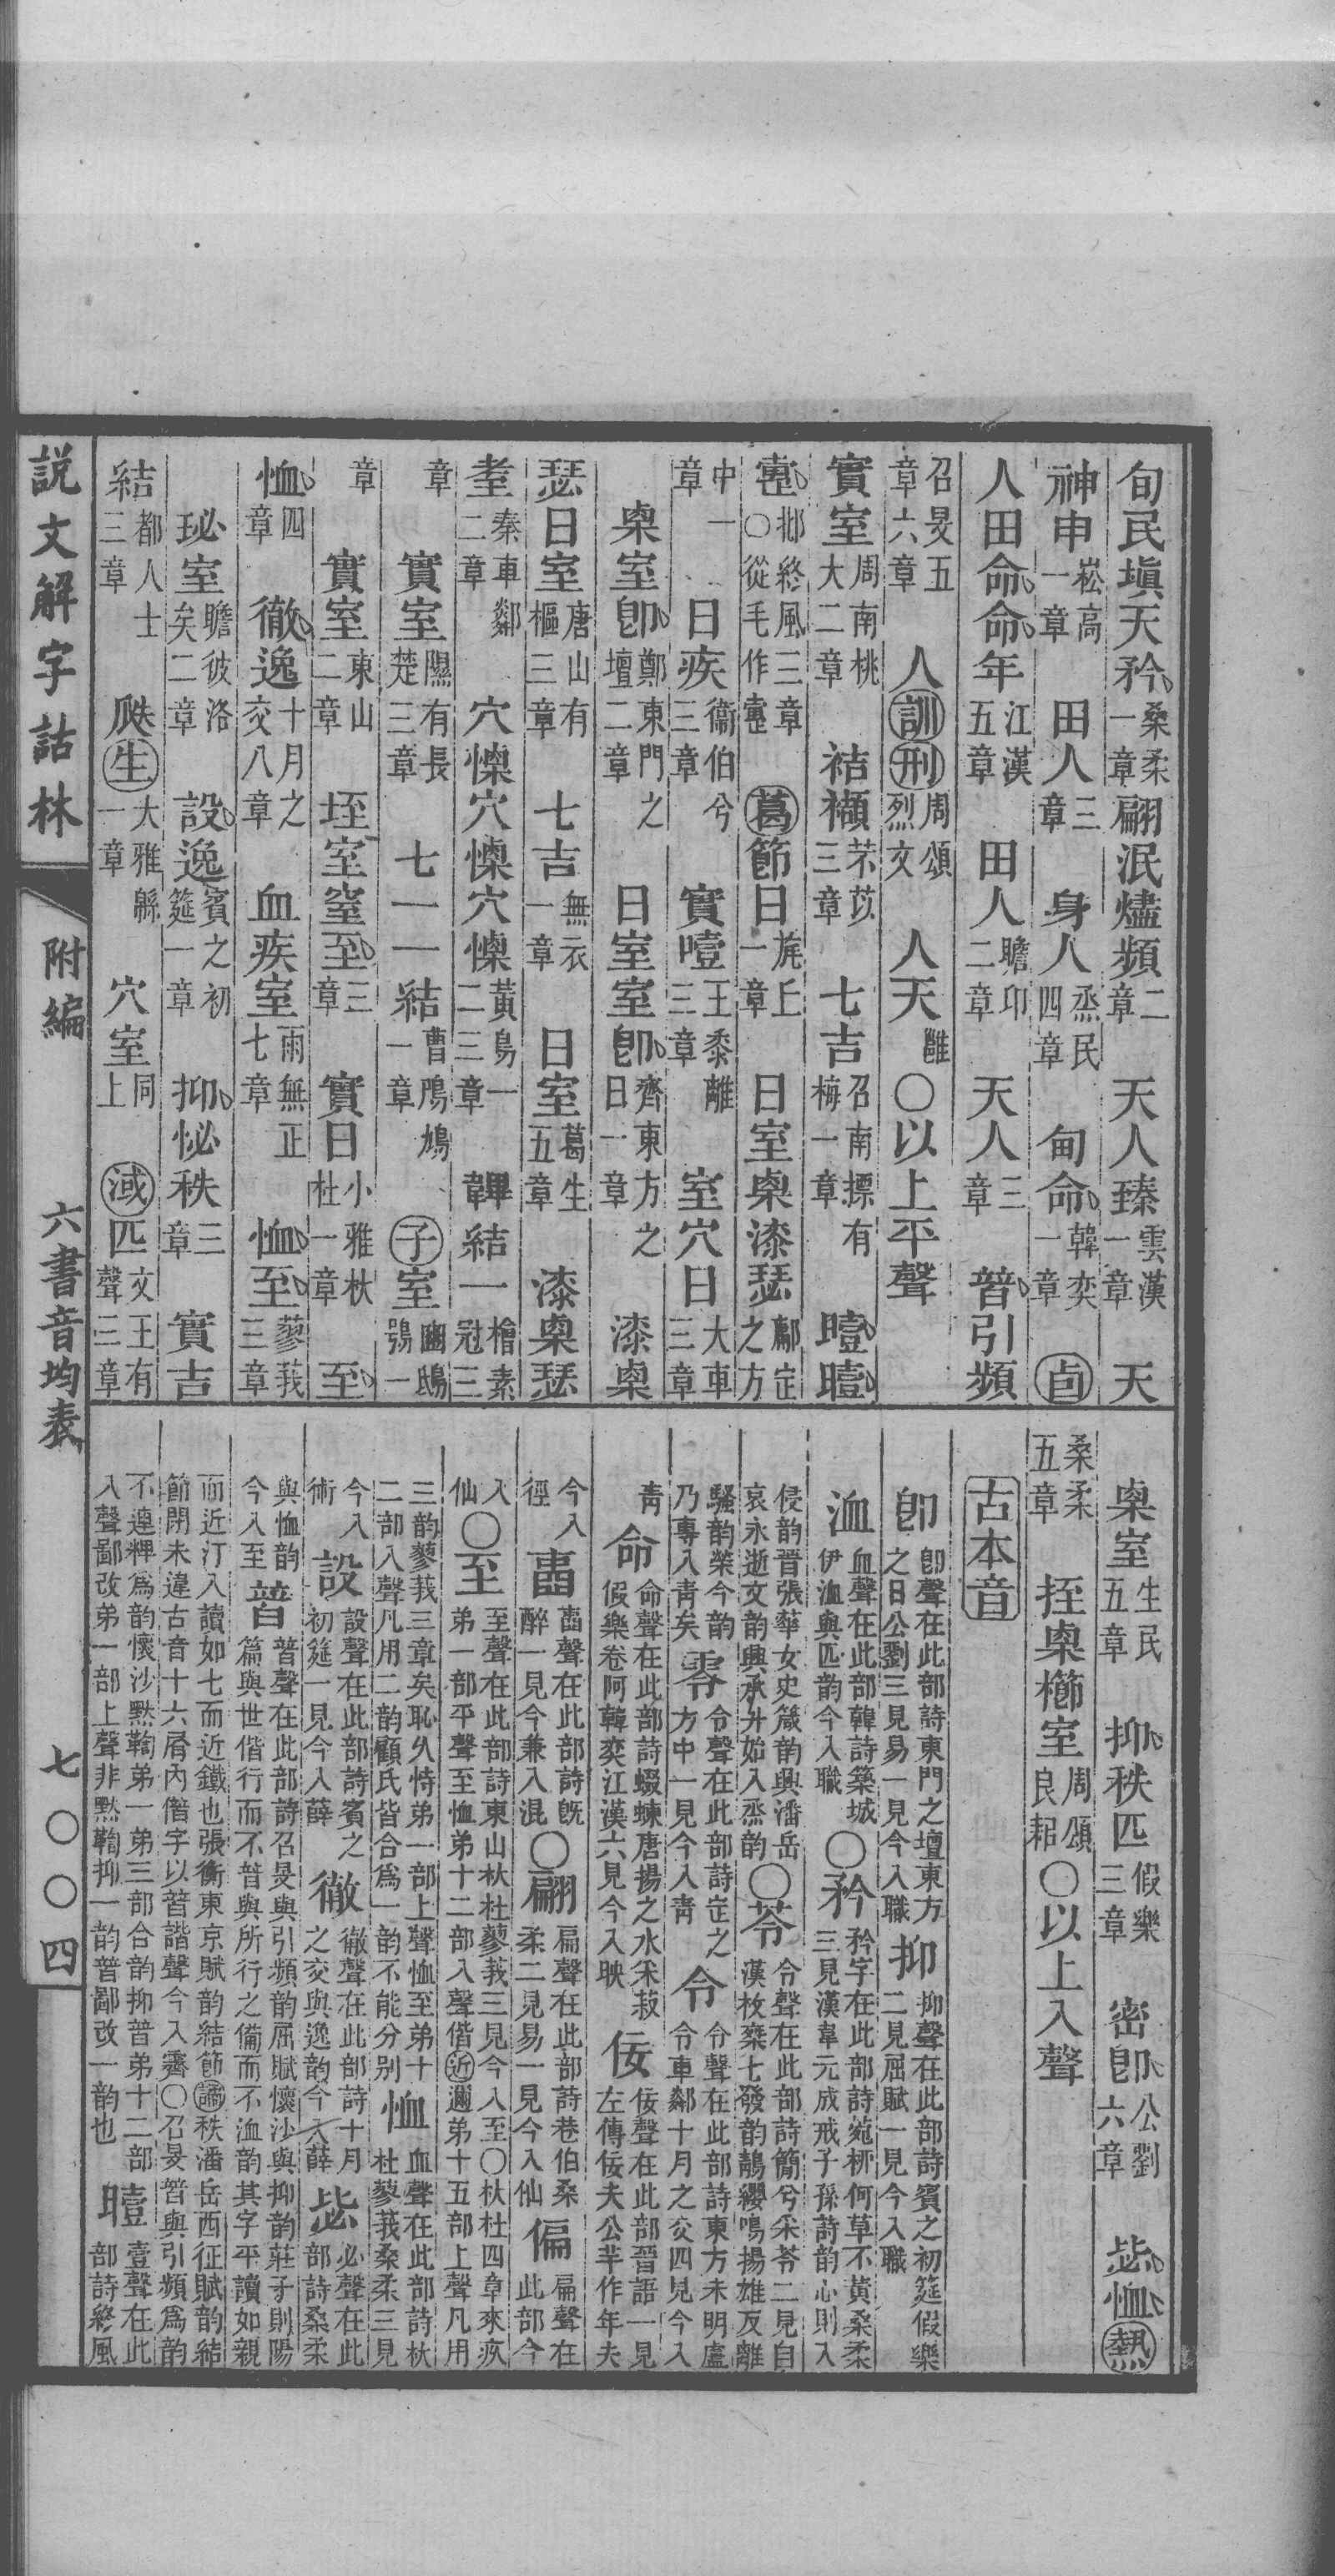 旬民塡天矜桑柔一章翩泯燼頻二章　天人臻雲漢一章　天
神申崧高一章　田人三章　身人烝民四章　甸命韓奕一章　
人田命命年江漢五章　田人瞻卬二章　天人三章　朁引頻
召旻五章六章　人訓刑周頌烈文　人天雝〇以上平聲
實室周南桃夭二章　袺襭芣苡三章　七吉召南摽有梅一章　曀曀
疐邶終風三章〇從毛作疐　葛節日旄丘一章　日室㮚漆瑟鄘定之方
中一章　日疾衞伯兮三章　實噎王黍離三章　室穴日大車三章
㮚室卽鄭東門之壇二章　日室室卽齊東方之日一章　漆㮚
瑟日室唐山有樞三章　七吉無衣一章　日室葛生五章　漆㮚瑟
耋秦車鄰二章　穴慄穴慄穴慄黃鳥一二三章　韠結一檜素冠三
章　實室隰有萇楚三章　七一一結曹鳲鳩一章　子室豳鴟鴞一
章　實室東山二章　垤室窒至三章　實日小雅杕杜一章　至
恤四章　徹逸十月之交八章　血疾室雨無正七章　恤至蓼莪三章
珌室瞻彼洛矣二章　設逸賓之初筵一章　抑怭秩三章　實吉
結都人士三章　瓞生大雅緜一章　穴室同上　淢匹文王有聲三章
㮚室生民五章　抑秩匹假樂三章　密卽公劉六章　毖恤熱
桑柔五章　挃㮚櫛室周頌良耜〇以上入聲
古本音
卽卽聲在此部詩東門之壇東方之日公劉三見易一見今入職　抑抑聲在此部詩賓之初筵假樂二見屈賦一見今入職
洫血聲在此部韓詩築城伊洫與匹韵今入職〇矜矜字在此部詩菀柳何草不黃桑柔三見漢韋元成戒子孫詩韵心則入
侵韵晉張華女史箴韵興潘岳哀永逝文韵興承升始入烝韵〇苓令聲在此部詩簡兮采苓二見自漢枚乘七發韵鶄纓鳴揚雄反離
騷韵榮今韵乃專入靑矣　零令聲在此部詩定之方中一見今入靑　令令聲在此部詩東方未明盧令車鄰十月之交四見今入
靑　命命聲在此部詩蝃蝀唐揚之水采菽假樂卷阿韓奕江漢六見今入映　佞佞聲在此部晉語一見左傳佞夫公羊作年夫
今入徑　疐疐聲在此部詩旣醉一見今兼入混〇翩扁聲在此部詩巷伯桑柔二見易一見今入仙　偏扁聲在此部今
入仙〇至至聲在此部詩東山杕杜蓼莪三見今入至〇杕杜四章來疚弟一部平聲至恤弟十二部入聲偕近邇弟十五部上聲凡用
三韵蓼莪三章矣恥久恃弟一部上聲恤至弟十二部入聲凡用二韵顧氏皆合爲一韵不能分別　恤血聲在此部詩杕杜蓼莪桑柔三見
今入術　設設聲在此部詩賓之初筵一見今入薛　徹徹聲在此部詩十月之交與逸韵今入薛　毖必聲在此部詩桑柔
與恤韵今入至　朁朁聲在此部詩召旻與引頻韵屈賦懷沙與抑韵莊子則陽篇與世偕行而不朁與所行之備而不洫韵其字平讀如親
而近汀入讀如七而近鐵也張衡東京賦韵結節譎秩潘岳西征賦韵結節閉未違古音十六屑內僭字以朁諧聲今入霽〇召旻朁與引頻爲韵
不遑粺爲韵懷沙默鞫弟一弟三部合韵抑朁弟十二部入聲鄙改弟一部上聲非默鞫抑一韵朁鄙改一韵也　曀壹聲在此部詩終風
說文解字詁林　附編　六書音均表　七〇〇四